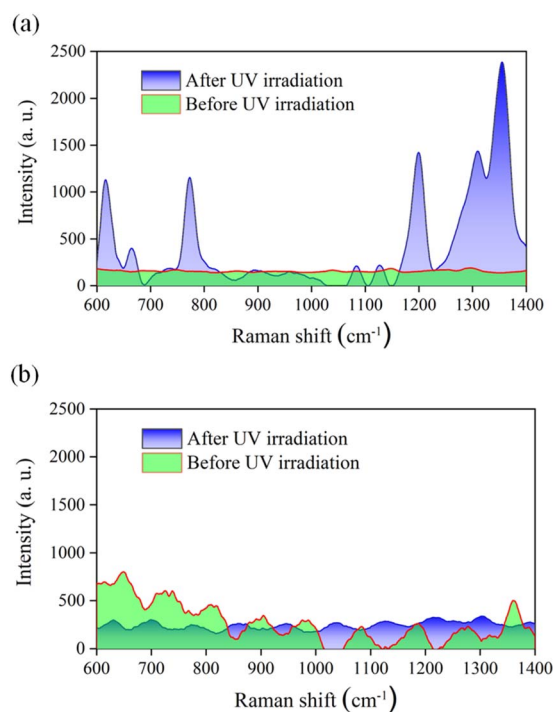 (a)
2500
2000
1500
1000
500
0
Intensity (a. u.)
After UV irradiation
Before UV irradiation
600 700 800 900 1000 1100 1200 1300 1400
Raman shift (cm⁻¹)
(b)
2500
2000
1500
1000
500
0
Intensity (a. u.)
After UV irradiation
Before UV irradiation
600 700 800 900 1000 1100 1200 1300 1400
Raman shift (cm⁻¹)